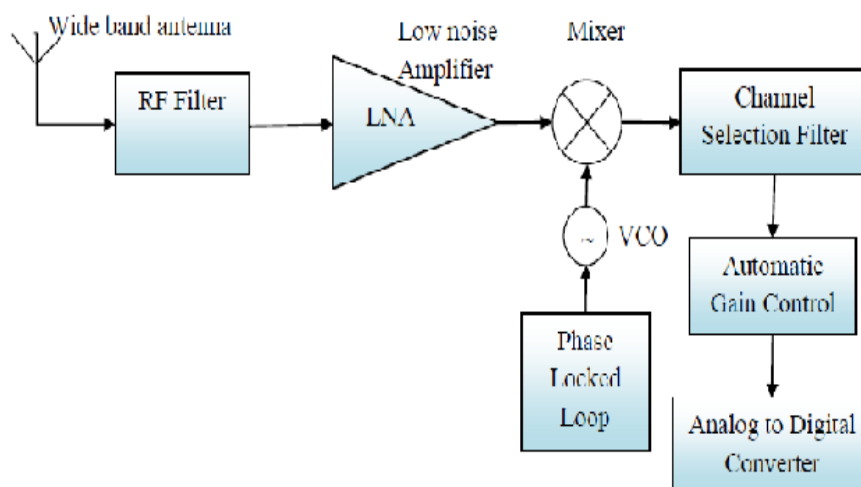 Wide band antenna
RF Filter
Low noise
Amplifier
LNA
Mixer
Channel
Selection Filter
~
VCO
Automatic
Gain Control
Phase
Locked
Loop
Analog to Digital
Converter